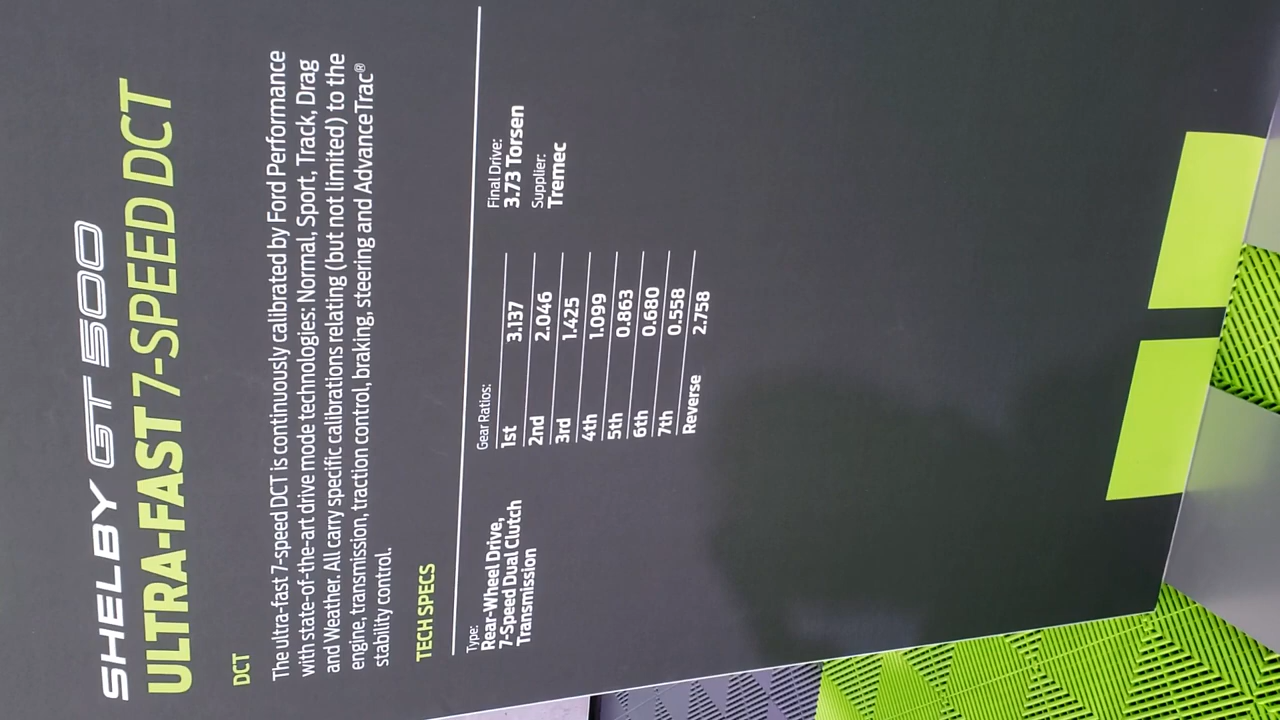 SHELBY GT 500
ULTRA-FAST 7-SPEED DCT
DCT
The ultra-fast 7-speed DCT is continuously calibrated by Ford Performance
with state-of-the-art drive mode technologies: Normal, Sport, Track, Drag
and Weather. All carry specific calibrations relating (but not limited) to the
engine, transmission, traction control, braking, steering and AdvanceTrac®
stability control.
TECH SPECS
Type:
Rear-Wheel Drive,
7-Speed Dual Clutch
Transmission
Gear Ratios:
1st 3.137
2nd 2.046
3rd 1.425
4th 1.099
5th 0.863
6th 0.680
7th 0.558
Reverse 2.758
Final Drive:
3.73 Torsen
Supplier:
Tremec